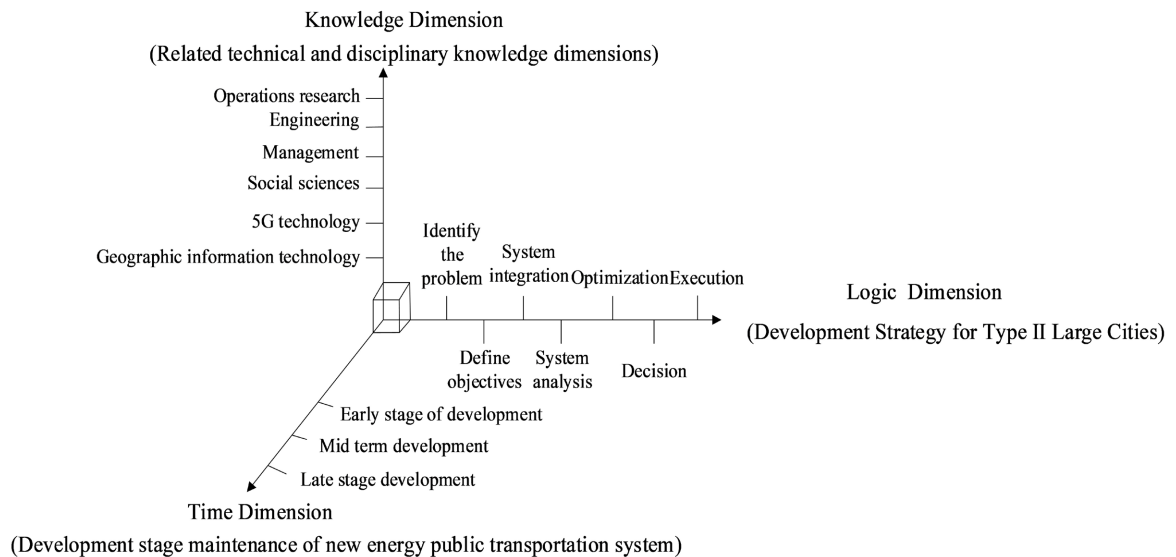 Knowledge Dimension
(Related technical and disciplinary knowledge dimensions)
Operations research
Engineering
Management
Social sciences
5G technology
Geographic information technology
Identify
the
problem
System
integration
Optimization
Execution
Define
objectives
System
analysis
Decision
Logic Dimension
(Development Strategy for Type II Large Cities)
Early stage of development
Mid term development
Late stage development
Time Dimension
(Development stage maintenance of new energy public transportation system)